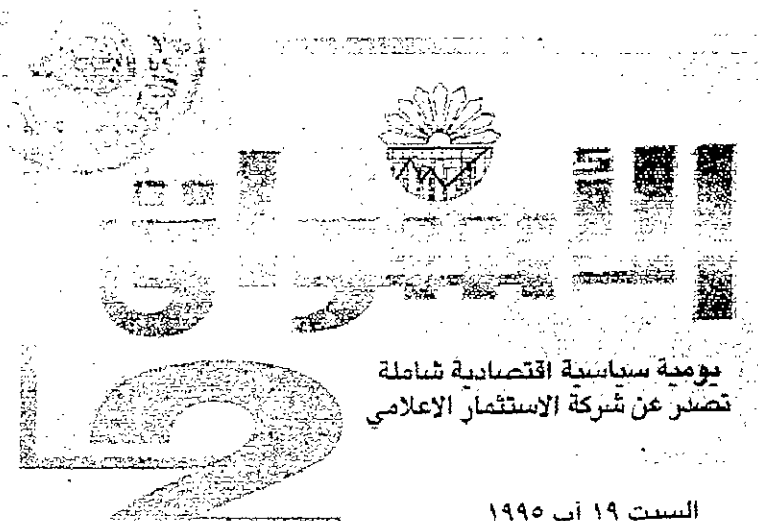 يومية سياسية اقتصادية شاملة
تصدر عن شركة الاستثمار الاعلامي
السبت ١٩ آب ١٩٩٥